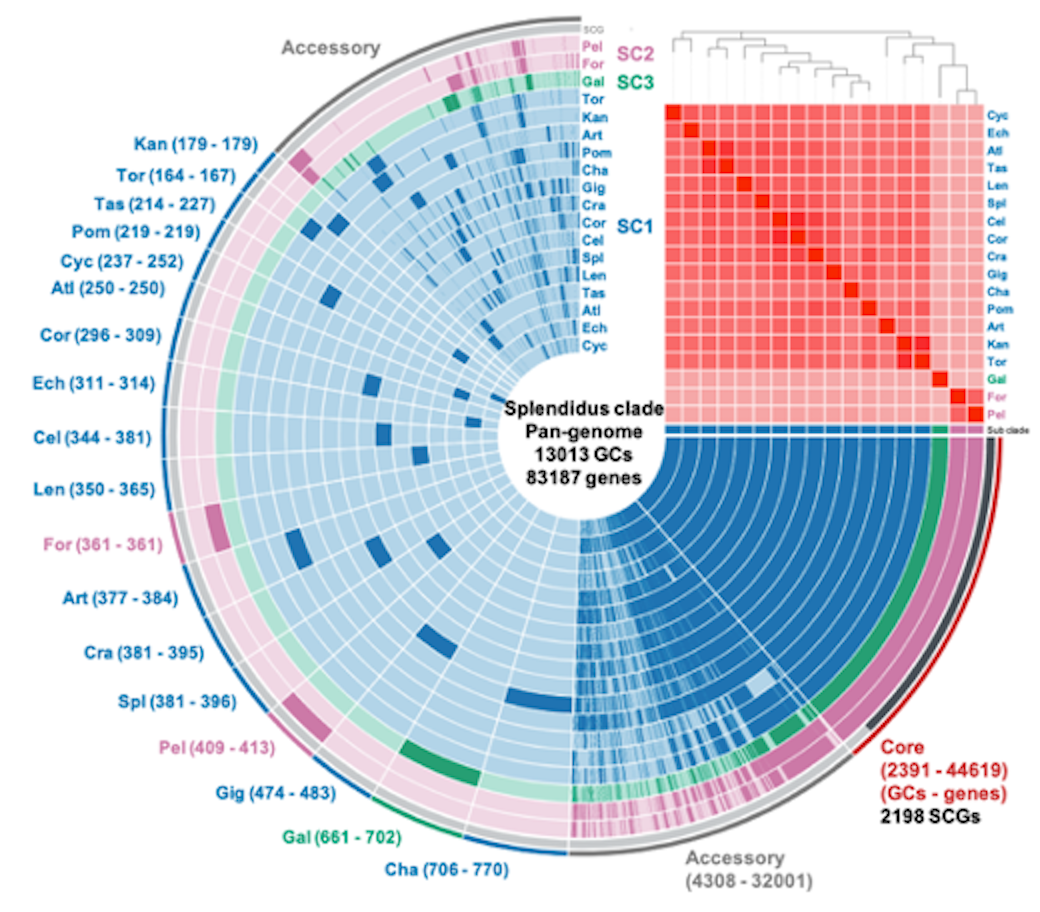 Accessory
SCG
Pel
For
SC2
Gal
SC3
Tor
Kan
Art
Pom
Cha
Gig
Cra
Cor
SC1
Cel
Spl
Len
Tas
Atl
Ech
Cyc
Cyc
Ech
Atl
Tas
Len
Spl
Cel
Cor
Cra
Gig
Cha
Pom
Art
Kan
Tor
Gal
For
Pel
Sub clade
Kan (179 - 179)
Tor (164 - 167)
Tas (214 - 227)
Pom (219 - 219)
Cyc (237 - 252)
Atl (250 - 250)
Cor (296 - 309)
Ech (311 - 314)
Cel (344 - 381)
Len (350 - 365)
For (361 - 361)
Art (377 - 384)
Cra (381 - 395)
Spl (381 - 396)
Pel (409 - 413)
Gig (474 - 483)
Gal (661 - 702)
Cha (706 - 770)
Splendidus clade
Pan-genome
13013 GCs
83187 genes
Core
(2391 - 44619)
(GCs - genes)
2198 SCGs
Accessory
(4308 - 32001)